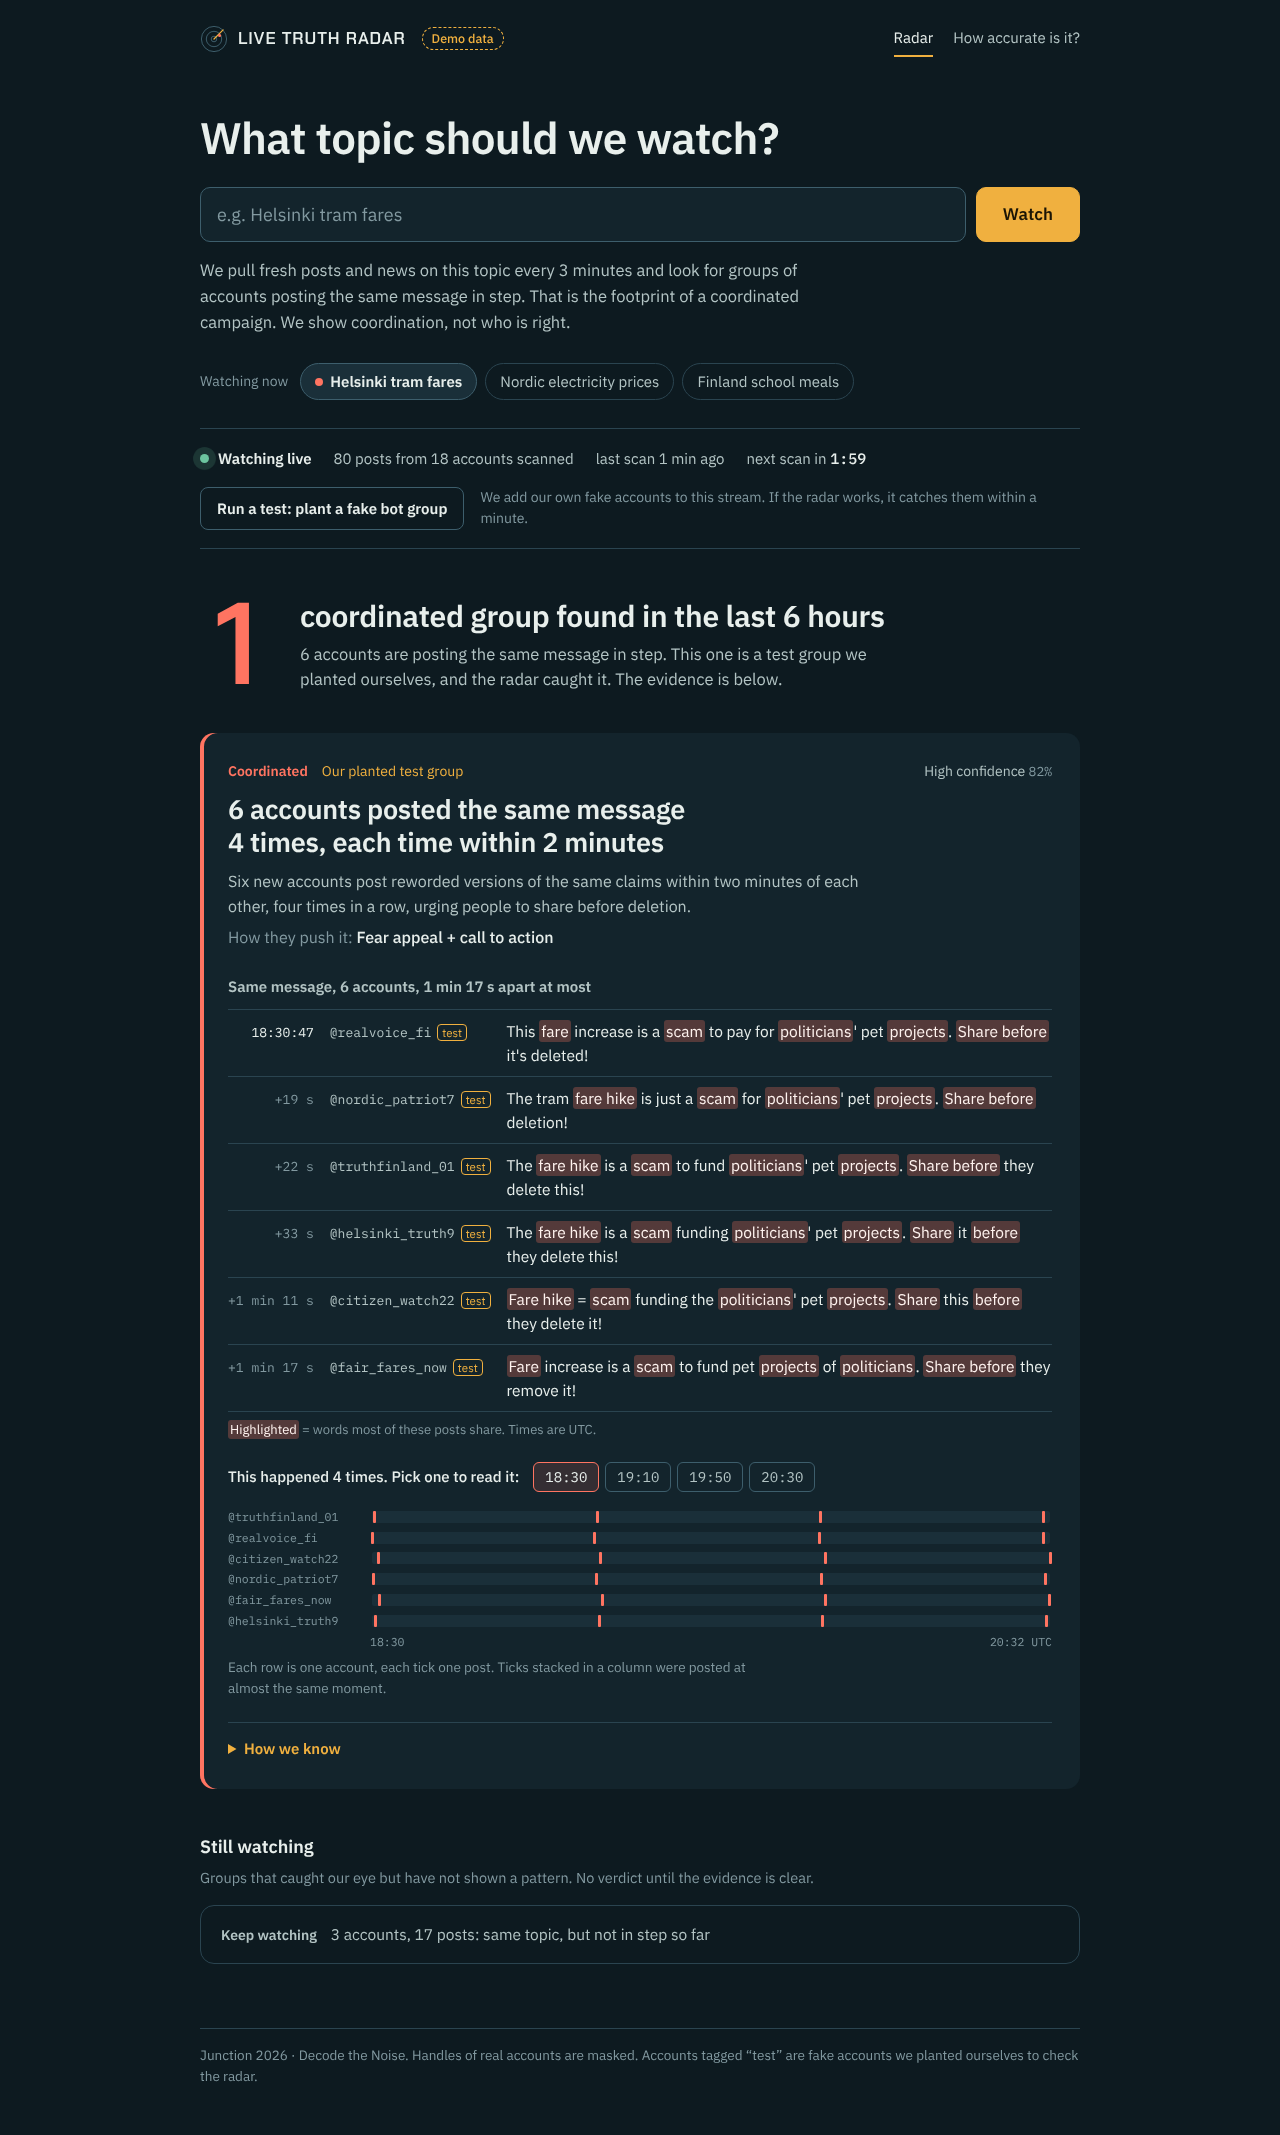 LIVE TRUTH RADAR Demo data Radar How accurate is it?
What topic should we watch?
e.g. Helsinki tram fares Watch
We pull fresh posts and news on this topic every 3 minutes and look for groups of
accounts posting the same message in step. That is the footprint of a coordinated
campaign. We show coordination, not who is right.
Watching now Helsinki tram fares Nordic electricity prices Finland school meals
Watching live 80 posts from 18 accounts scanned last scan 1 min ago next scan in 1:59
Run a test: plant a fake bot group
We add our own fake accounts to this stream. If the radar works, it catches them within a
minute.
1
coordinated group found in the last 6 hours
6 accounts are posting the same message in step. This one is a test group we
planted ourselves, and the radar caught it. The evidence is below.
Coordinated Our planted test group High confidence 82%
6 accounts posted the same message
4 times, each time within 2 minutes
Six new accounts post reworded versions of the same claims within two minutes of each
other, four times in a row, urging people to share before deletion.
How they push it: Fear appeal + call to action
Same message, 6 accounts, 1 min 17 s apart at most
18:30:47 @realvoice_fi test This fare increase is a scam to pay for politicians' pet projects. Share before
it's deleted!
+19 s @nordic_patriot7 test The tram fare hike is just a scam for politicians' pet projects. Share before
deletion!
+22 s @truthfinland_01 test The fare hike is a scam to fund politicians' pet projects. Share before they
delete this!
+33 s @helsinki_truth9 test The fare hike is a scam funding politicians' pet projects. Share it before
they delete this!
+1 min 11 s @citizen_watch22 test Fare hike = scam funding the politicians' pet projects. Share this before
they delete it!
+1 min 17 s @fair_fares_now test Fare increase is a scam to fund pet projects of politicians. Share before they
remove it!
Highlighted = words most of these posts share. Times are UTC.
This happened 4 times. Pick one to read it: 18:30 19:10 19:50 20:30
@truthfinland_01
@realvoice_fi
@citizen_watch22
@nordic_patriot7
@fair_fares_now
@helsinki_truth9
18:30 20:32 UTC
Each row is one account, each tick one post. Ticks stacked in a column were posted at
almost the same moment.
How we know
Still watching
Groups that caught our eye but have not shown a pattern. No verdict until the evidence is clear.
Keep watching 3 accounts, 17 posts: same topic, but not in step so far
Junction 2026 · Decode the Noise. Handles of real accounts are masked. Accounts tagged “test” are fake accounts we planted ourselves to check
the radar.